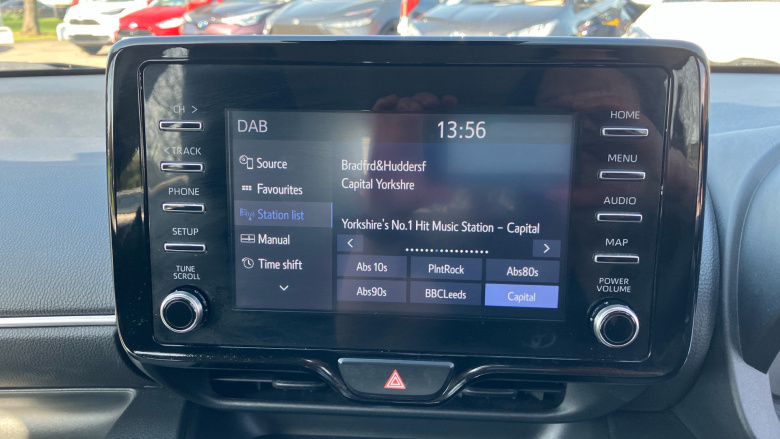 CH >
< TRACK
PHONE
SETUP
TUNE
SCROLL
DAB
13:56
Source
Favourites
Station list
Manual
Time shift
Bradfrd&Huddersf
Capital Yorkshire
Yorkshire's No.1 Hit Music Station - Capital
< >
Abs 10s PlntRock Abs80s
Abs90s BBCLeeds Capital
HOME
MENU
AUDIO
MAP
POWER
VOLUME